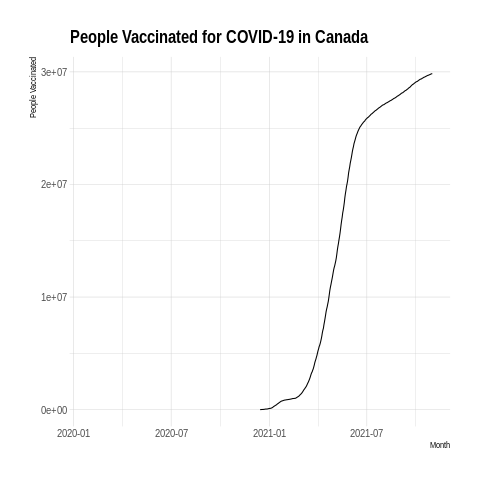 People Vaccinated for COVID-19 in Canada
People Vaccinated
3e+07
2e+07
1e+07
0e+00
2020-01 2020-07 2021-01 2021-07
Month